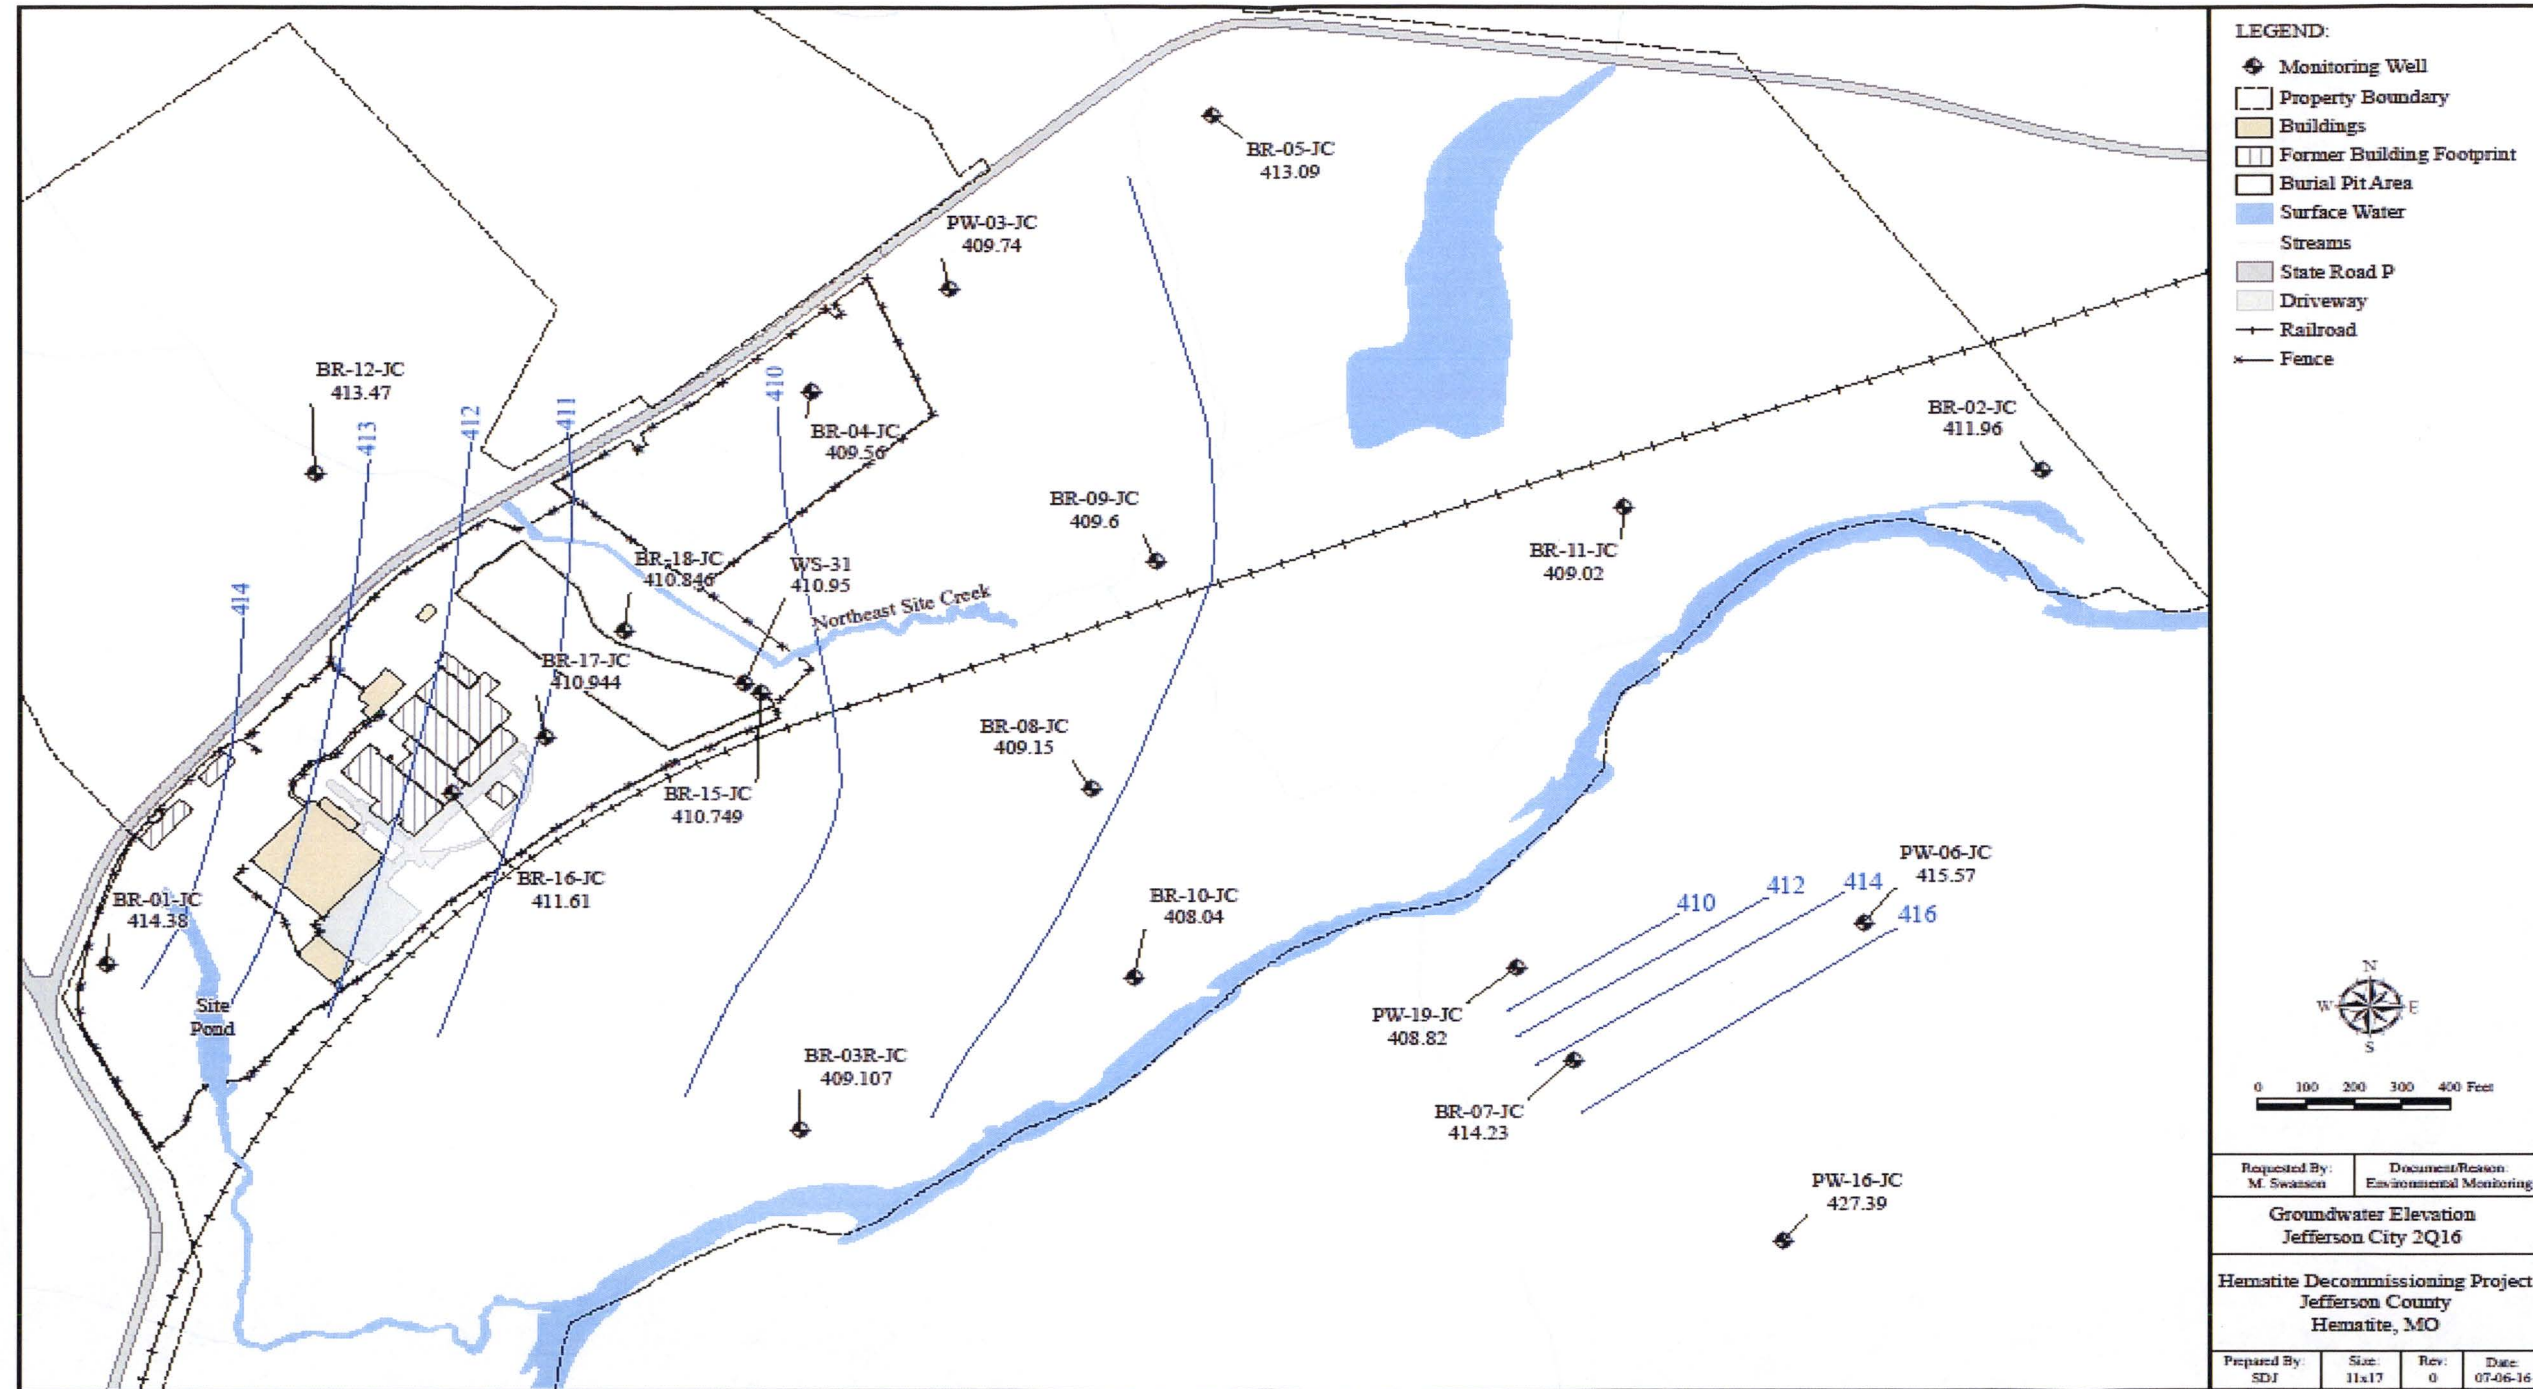 LEGEND:
Monitoring Well
Property Boundary
Buildings
Former Building Footprint
Burial Pit Area
Surface Water
Streams
State Road P
Driveway
Railroad
Fence
BR-05-JC
413.09
PW-03-JC
409.74
BR-12-JC
413.47
413
412
411
410
BR-04-JC
409.56
BR-02-JC
411.96
BR-09-JC
409.6
BR-11-JC
409.02
BR-18-JC
410.846
WS-31
410.95
Northeast Site Creek
414
BR-17-JC
410.944
BR-08-JC
409.15
BR-15-JC
410.749
BR-16-JC
411.61
BR-01-JC
414.38
BR-10-JC
408.04
PW-06-JC
415.57
410
412
414
416
Site
Pond
PW-19-JC
408.82
BR-03R-JC
409.107
BR-07-JC
414.23
PW-16-JC
427.39
N
W E
S
0 100 200 300 400 Feet
Requested By:
M. Swanson
Document/Reason:
Environmental Monitoring
Groundwater Elevation
Jefferson City 2Q16
Hematite Decommissioning Project
Jefferson County
Hematite, MO
Prepared By:
SDJ
Size:
11x17
Rev:
0
Date:
07-06-16